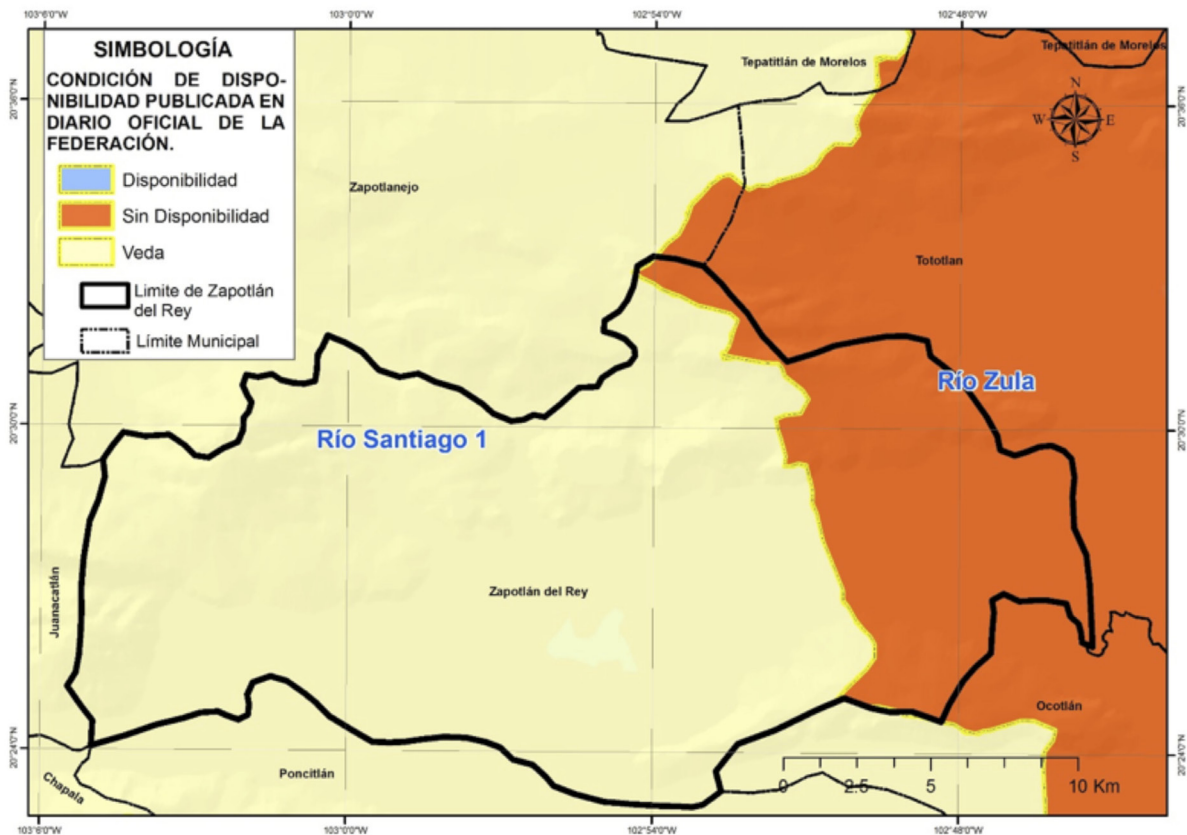 103°6'0"W
103°0'0"W
102°54'0"W
102°48'0"W
SIMBOLOGÍA
CONDICIÓN DE DISPO-
NIBILIDAD PUBLICADA EN
DIARIO OFICIAL DE LA
FEDERACIÓN.
Disponibilidad
Sin Disponibilidad
Veda
Limite de Zapotlán
del Rey
Límite Municipal
Tepatitlán de Morelos
Tepatitlán de Morelos
N
W
E
S
20°36'0"N
20°36'0"N
Zapotlanejo
Tototlan
Río Zula
Río Santiago 1
20°30'0"N
20°30'0"N
Juanacatlán
Zapotlán del Rey
Ocotlán
20°24'0"N
20°24'0"N
Chapala
Poncitlán
0 2.5 5 10 Km
103°6'0"W
103°0'0"W
102°54'0"W
102°48'0"W